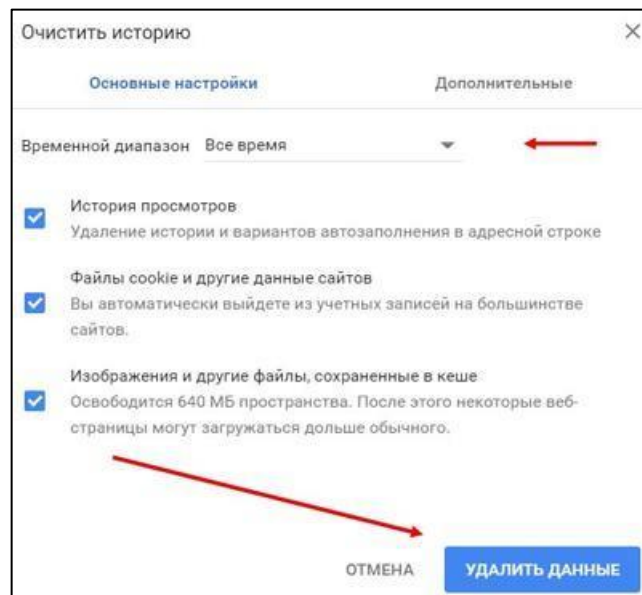 Очистить историю
Основные настройки
Дополнительные
Временной диапазон Все время
История просмотров
Удаление истории и вариантов автозаполнения в адресной строке
Файлы cookie и другие данные сайтов
Вы автоматически выйдете из учетных записей на большинстве
сайтов.
Изображения и другие файлы, сохраненные в кеше
Освободится 640 МБ пространства. После этого некоторые веб-
страницы могут загружаться дольше обычного.
ОТМЕНА
УДАЛИТЬ ДАННЫЕ